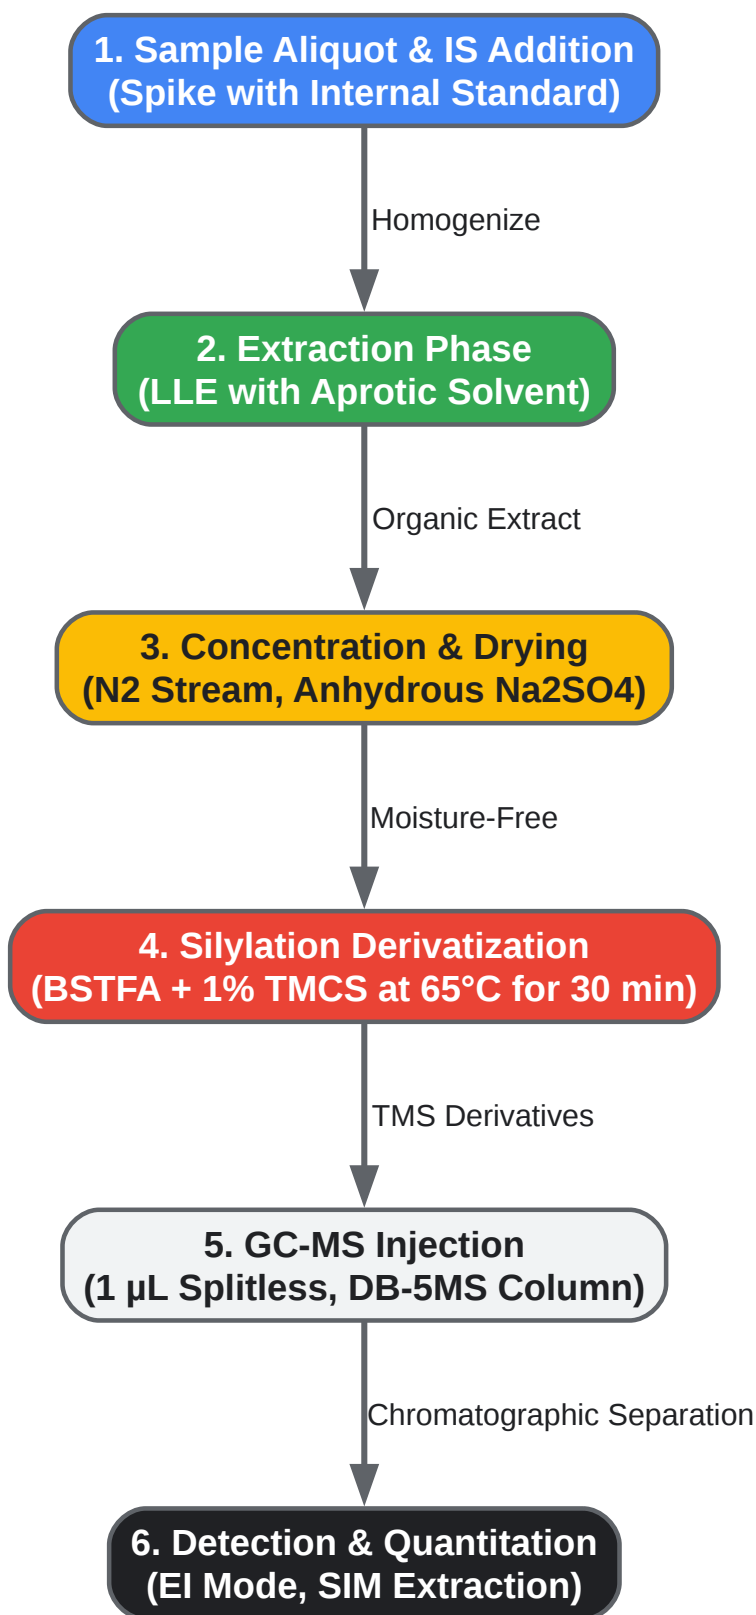 1. Sample Aliquot & IS Addition
(Spike with Internal Standard)
Homogenize
2. Extraction Phase
(LLE with Aprotic Solvent)
Organic Extract
3. Concentration & Drying
(N2 Stream, Anhydrous Na2SO4)
Moisture-Free
4. Silylation Derivatization
(BSTFA + 1% TMCS at 65°C for 30 min)
TMS Derivatives
5. GC-MS Injection
(1 µL Splitless, DB-5MS Column)
Chromatographic Separation
6. Detection & Quantitation
(EI Mode, SIM Extraction)